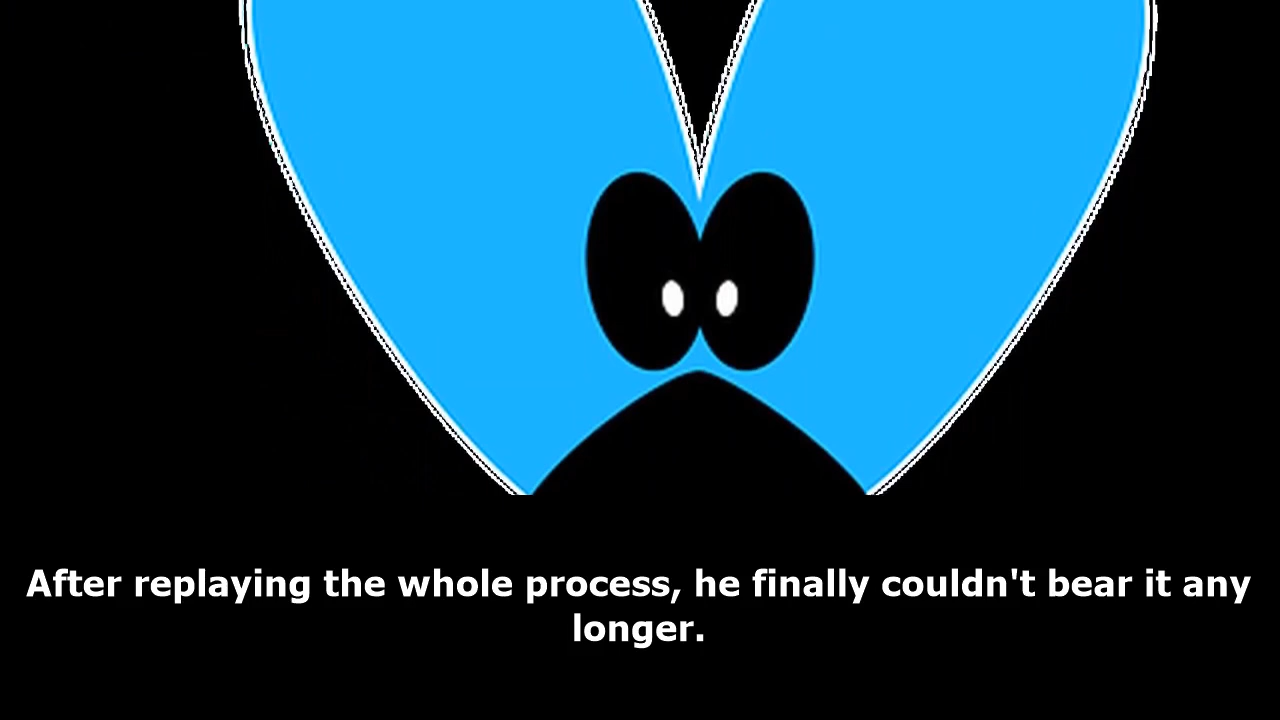 After replaying the whole process, he finally couldn't bear it any
longer.